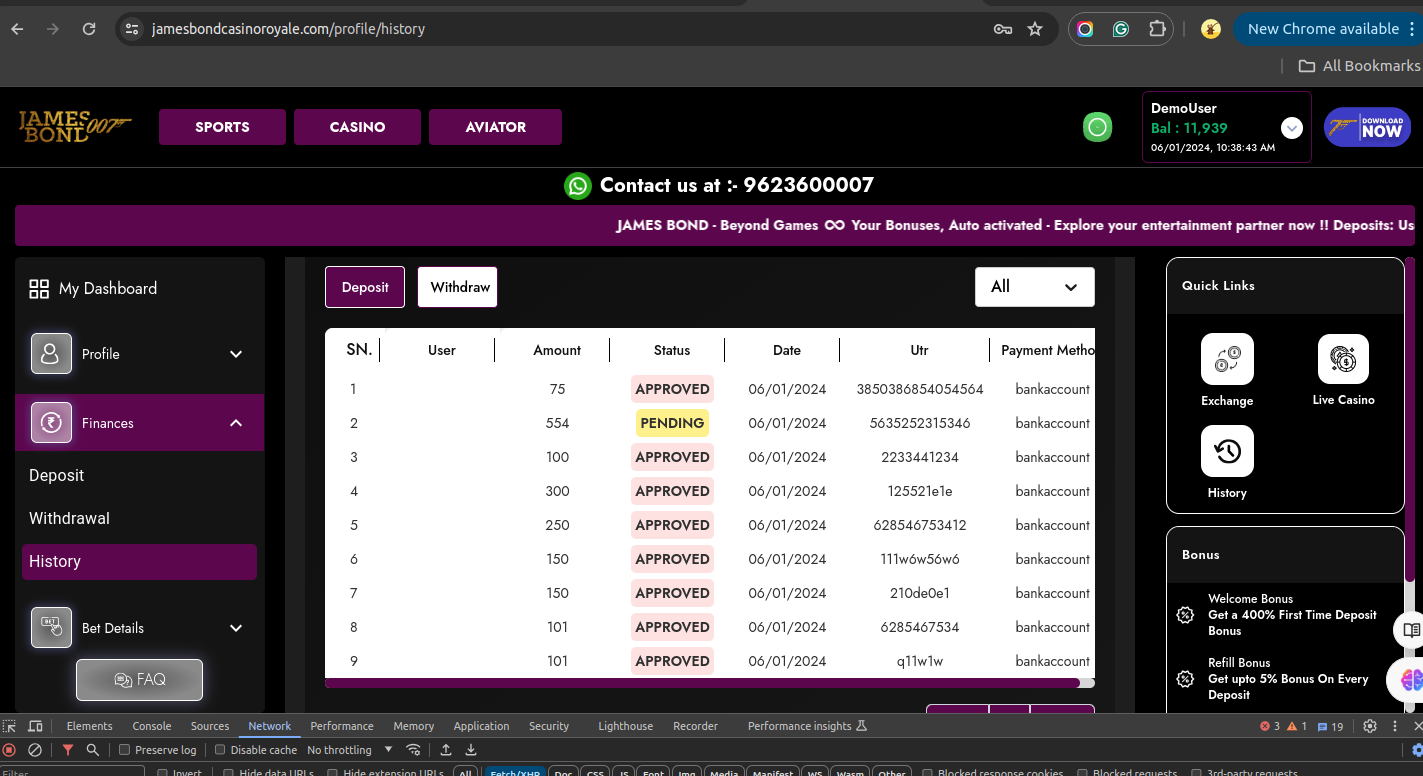 jamesbondcasinoroyale.com/profile/history
New Chrome available
All Bookmarks
JAMES BOND 007
SPORTS
CASINO
AVIATOR
DemoUser
Bal : 11,939
06/01/2024, 10:38:43 AM
DOWNLOAD NOW
Contact us at :- 9623600007
JAMES BOND - Beyond Games ∞ Your Bonuses, Auto activated - Explore your entertainment partner now !! Deposits: Us
My Dashboard
Profile
Finances
Deposit
Withdrawal
History
Bet Details
FAQ
Deposit Withdraw All
SN. User Amount Status Date Utr Payment Metho
1 75 APPROVED 06/01/2024 3850386854054564 bankaccount
2 554 PENDING 06/01/2024 5635252315346 bankaccount
3 100 APPROVED 06/01/2024 2233441234 bankaccount
4 300 APPROVED 06/01/2024 125521e1e bankaccount
5 250 APPROVED 06/01/2024 628546753412 bankaccount
6 150 APPROVED 06/01/2024 111w6w56w6 bankaccount
7 150 APPROVED 06/01/2024 210de0e1 bankaccount
8 101 APPROVED 06/01/2024 6285467534 bankaccount
9 101 APPROVED 06/01/2024 q11w1w bankaccount
Quick Links
Exchange
Live Casino
History
Bonus
Welcome Bonus
Get a 400% First Time Deposit
Bonus
Refill Bonus
Get upto 5% Bonus On Every
Deposit
Elements Console Sources Network Performance Memory Application Security Lighthouse Recorder Performance insights 3 1 19
Preserve log Disable cache No throttling
Filter Invert Hide data URLs Hide extension URLs All Fetch/XHR Doc CSS JS Font Img Media Manifest WS Wasm Other Blocked response cookies Blocked requests 3rd-party requests